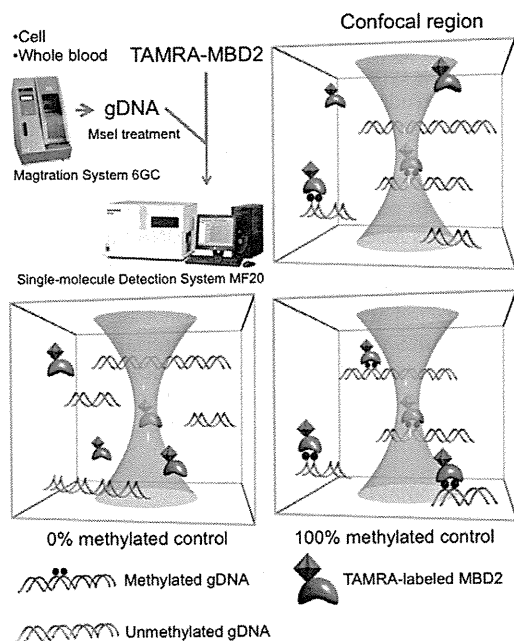 Confocal region
•Cell
•Whole blood
TAMRA-MBD2
gDNA
MseI treatment
Magtration System 6GC
Single-molecule Detection System MF20
0% methylated control
100% methylated control
Methylated gDNA
TAMRA-labeled MBD2
Unmethylated gDNA